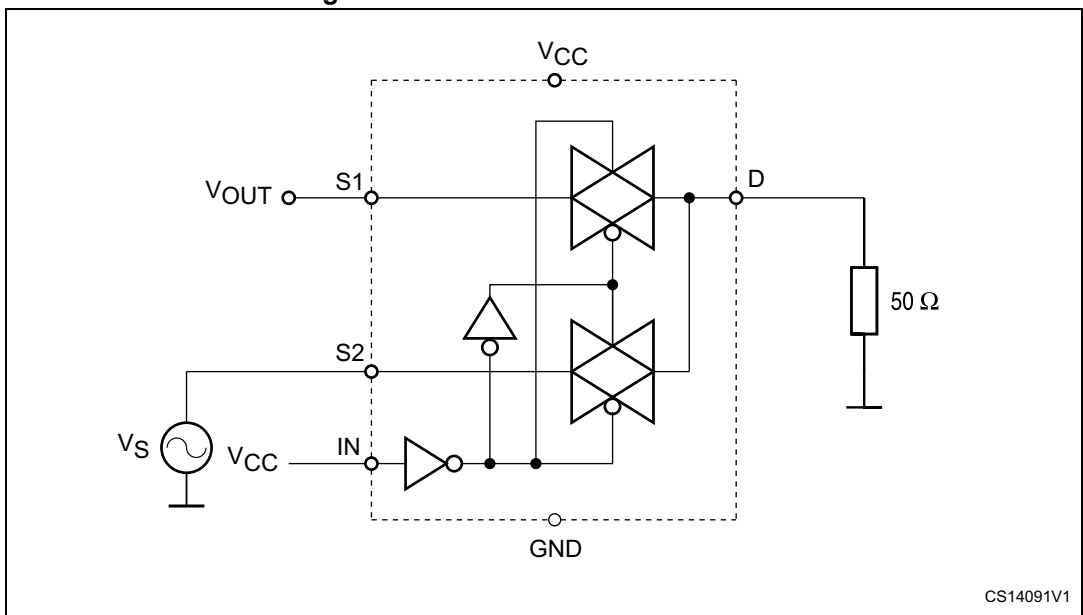 g
VCC
S1
D
VOUT
50 Ω
S2
VS
VCC
IN
GND
CS14091V1